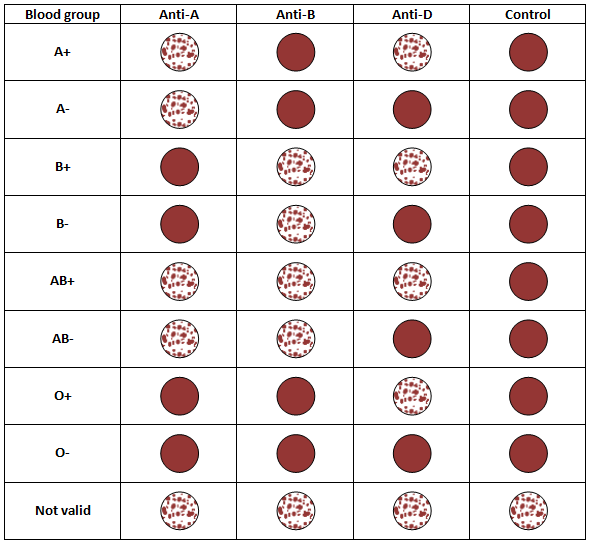 Blood group Anti-A Anti-B Anti-D Control
A+
A-
B+
B-
AB+
AB-
O+
O-
Not valid